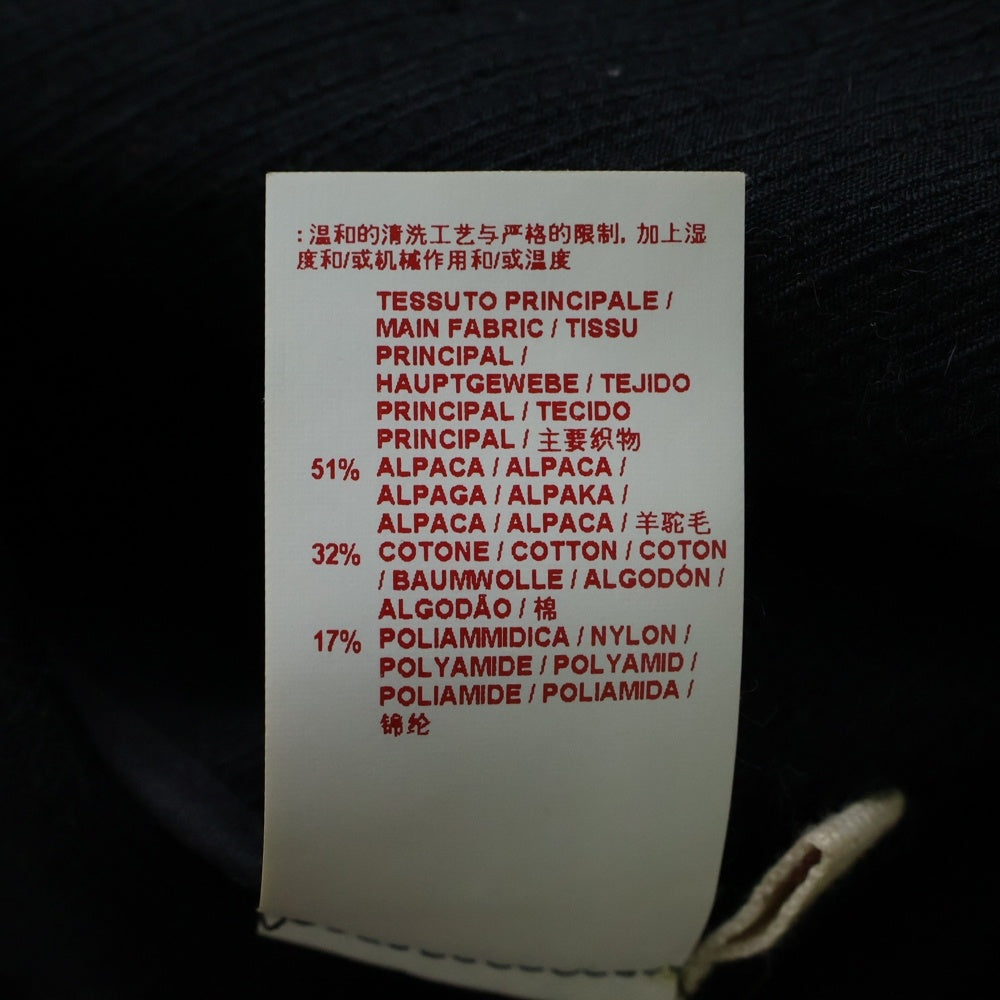 : 温和的清洗工艺与严格的限制, 加上湿
度和/或机械作用和/或温度
TESSUTO PRINCIPALE /
MAIN FABRIC / TISSU
PRINCIPAL /
HAUPTGEWEBE / TEJIDO
PRINCIPAL / TECIDO
PRINCIPAL / 主要织物
51% ALPACA / ALPACA /
ALPAGA / ALPAKA /
ALPACA / ALPACA / 羊驼毛
32% COTONE / COTTON / COTON
/ BAUMWOLLE / ALGODÓN /
ALGODÃO / 棉
17% POLIAMMIDICA / NYLON /
POLYAMIDE / POLYAMID /
POLIAMIDE / POLIAMIDA /
锦纶